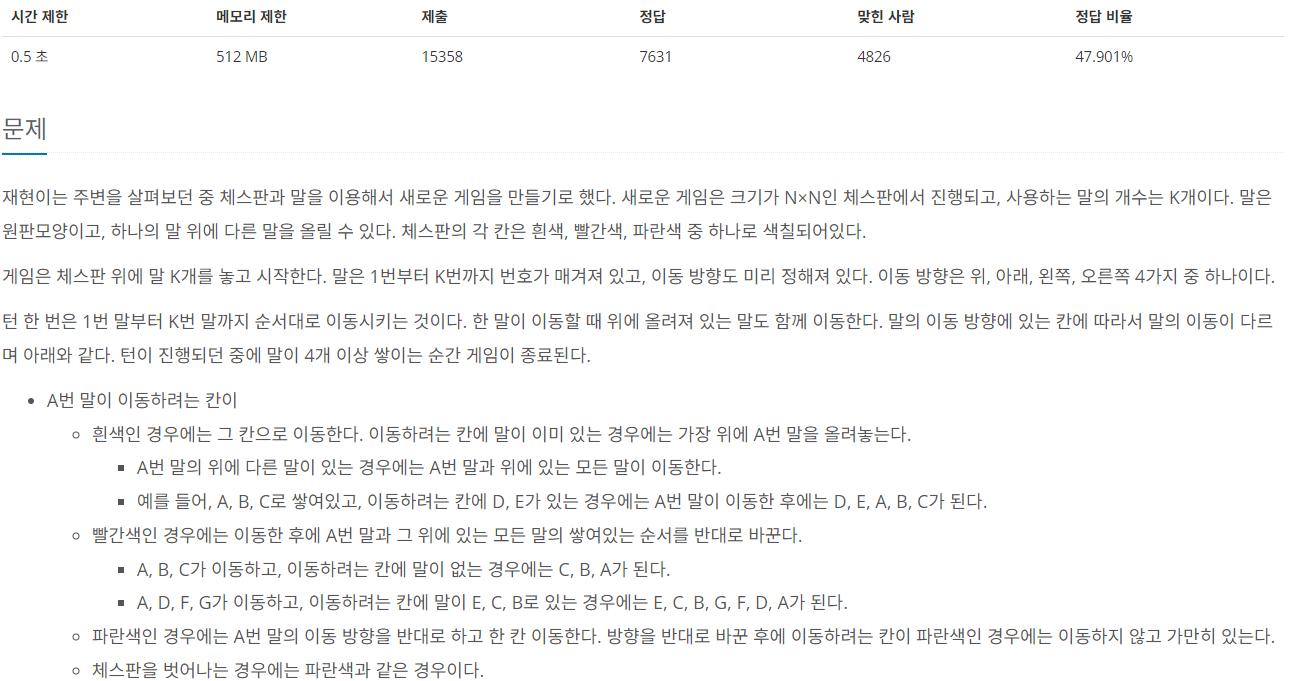 시간 제한 메모리 제한 제출 정답 맞힌 사람 정답 비율
0.5 초 512 MB 15358 7631 4826 47.901%
문제
재현이는 주변을 살펴보던 중 체스판과 말을 이용해서 새로운 게임을 만들기로 했다. 새로운 게임은 크기가 N×N인 체스판에서 진행되고, 사용하는 말의 개수는 K개이다. 말은
원판모양이고, 하나의 말 위에 다른 말을 올릴 수 있다. 체스판의 각 칸은 흰색, 빨간색, 파란색 중 하나로 색칠되어있다.
게임은 체스판 위에 말 K개를 놓고 시작한다. 말은 1번부터 K번까지 번호가 매겨져 있고, 이동 방향도 미리 정해져 있다. 이동 방향은 위, 아래, 왼쪽, 오른쪽 4가지 중 하나이다.
턴 한 번은 1번 말부터 K번 말까지 순서대로 이동시키는 것이다. 한 말이 이동할 때 위에 올려져 있는 말도 함께 이동한다. 말의 이동 방향에 있는 칸에 따라서 말의 이동이 다르
며 아래와 같다. 턴이 진행되던 중에 말이 4개 이상 쌓이는 순간 게임이 종료된다.
• A번 말이 이동하려는 칸이
◦ 흰색인 경우에는 그 칸으로 이동한다. 이동하려는 칸에 말이 이미 있는 경우에는 가장 위에 A번 말을 올려놓는다.
▪ A번 말의 위에 다른 말이 있는 경우에는 A번 말과 위에 있는 모든 말이 이동한다.
▪ 예를 들어, A, B, C로 쌓여있고, 이동하려는 칸에 D, E가 있는 경우에는 A번 말이 이동한 후에는 D, E, A, B, C가 된다.
◦ 빨간색인 경우에는 이동한 후에 A번 말과 그 위에 있는 모든 말의 쌓여있는 순서를 반대로 바꾼다.
▪ A, B, C가 이동하고, 이동하려는 칸에 말이 없는 경우에는 C, B, A가 된다.
▪ A, D, F, G가 이동하고, 이동하려는 칸에 말이 E, C, B로 있는 경우에는 E, C, B, G, F, D, A가 된다.
◦ 파란색인 경우에는 A번 말의 이동 방향을 반대로 하고 한 칸 이동한다. 방향을 반대로 바꾼 후에 이동하려는 칸이 파란색인 경우에는 이동하지 않고 가만히 있는다.
◦ 체스판을 벗어나는 경우에는 파란색과 같은 경우이다.